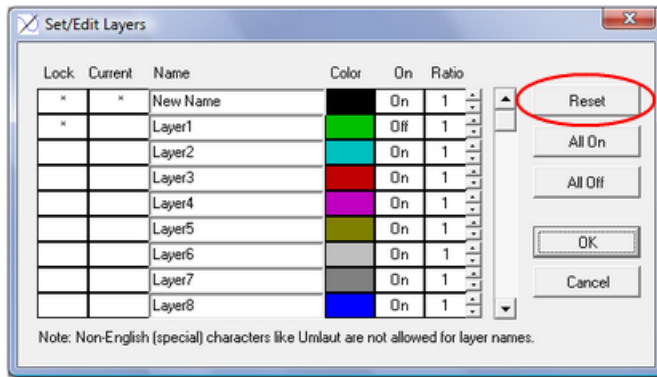 Set/Edit Layers
Lock Current Name Color On Ratio
* * New Name On 1
Reset
* Layer1 Off 1
All On
Layer2 On 1
Layer3 On 1
All Off
Layer4 On 1
Layer5 On 1
OK
Layer6 On 1
Layer7 On 1
Cancel
Layer8 On 1
Note: Non-English (special) characters like Umlaut are not allowed for layer names.